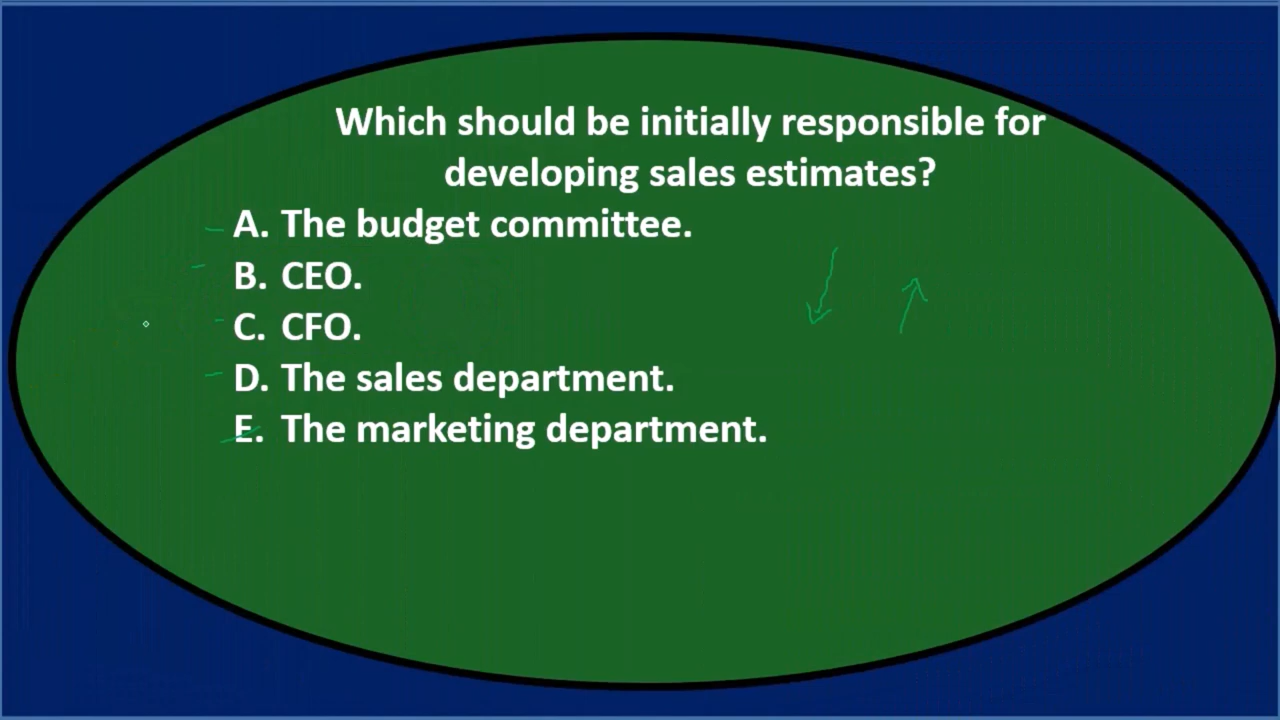 Which should be initially responsible for
developing sales estimates?
A. The budget committee.
B. CEO.
C. CFO.
D. The sales department.
E. The marketing department.